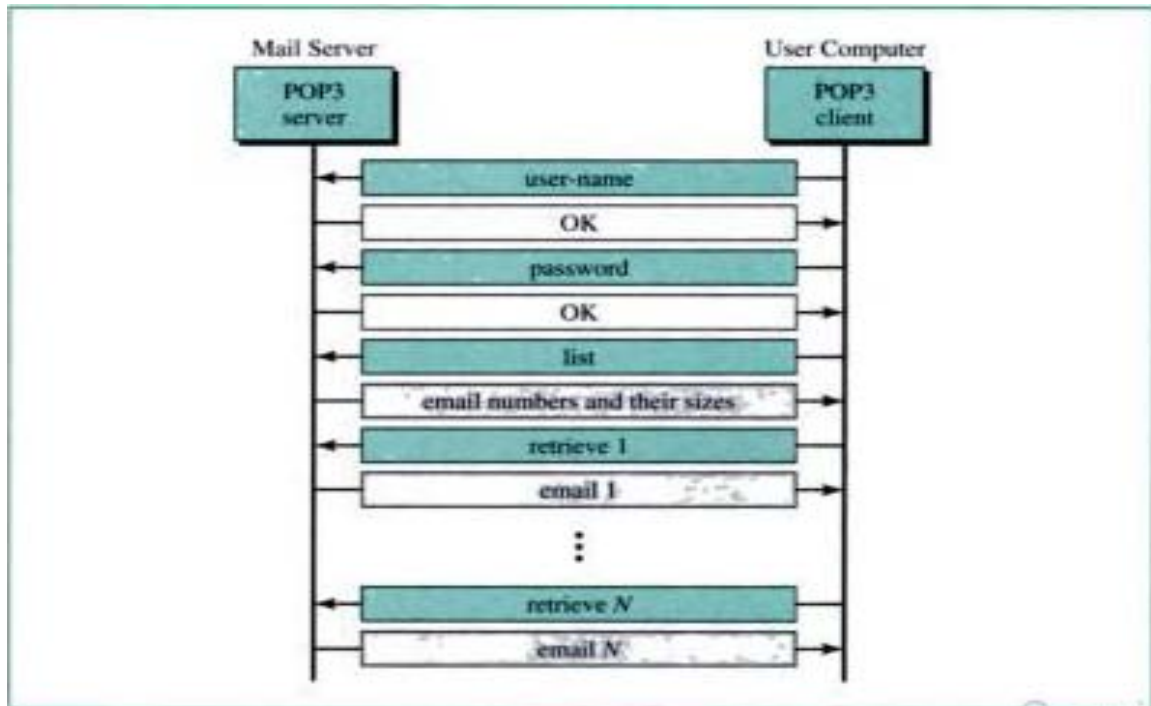 Mail Server
User Computer
POP3
server
POP3
client
user-name
OK
password
OK
list
email numbers and their sizes
retrieve 1
email 1
retrieve N
email N